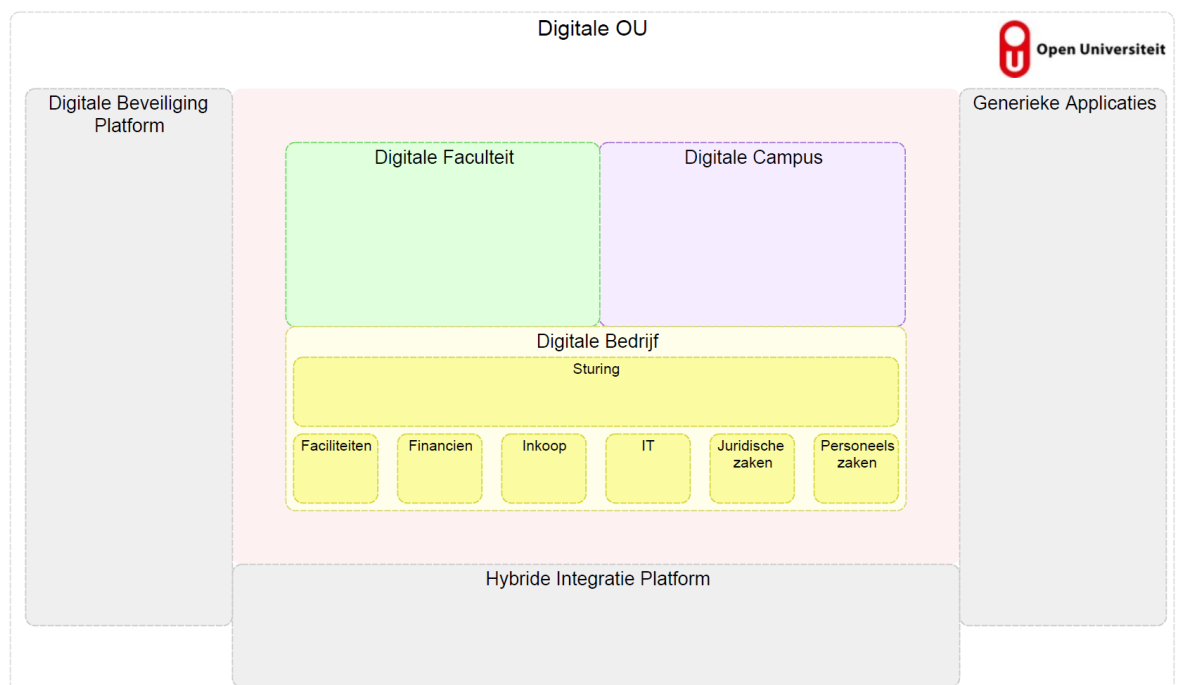 Digitale OU
Open Universiteit
Digitale Beveiliging
Platform
Generieke Applicaties
Digitale Faculteit
Digitale Campus
Digitale Bedrijf
Sturing
Faciliteiten
Financien
Inkoop
IT
Juridische
zaken
Personeels
zaken
Hybride Integratie Platform